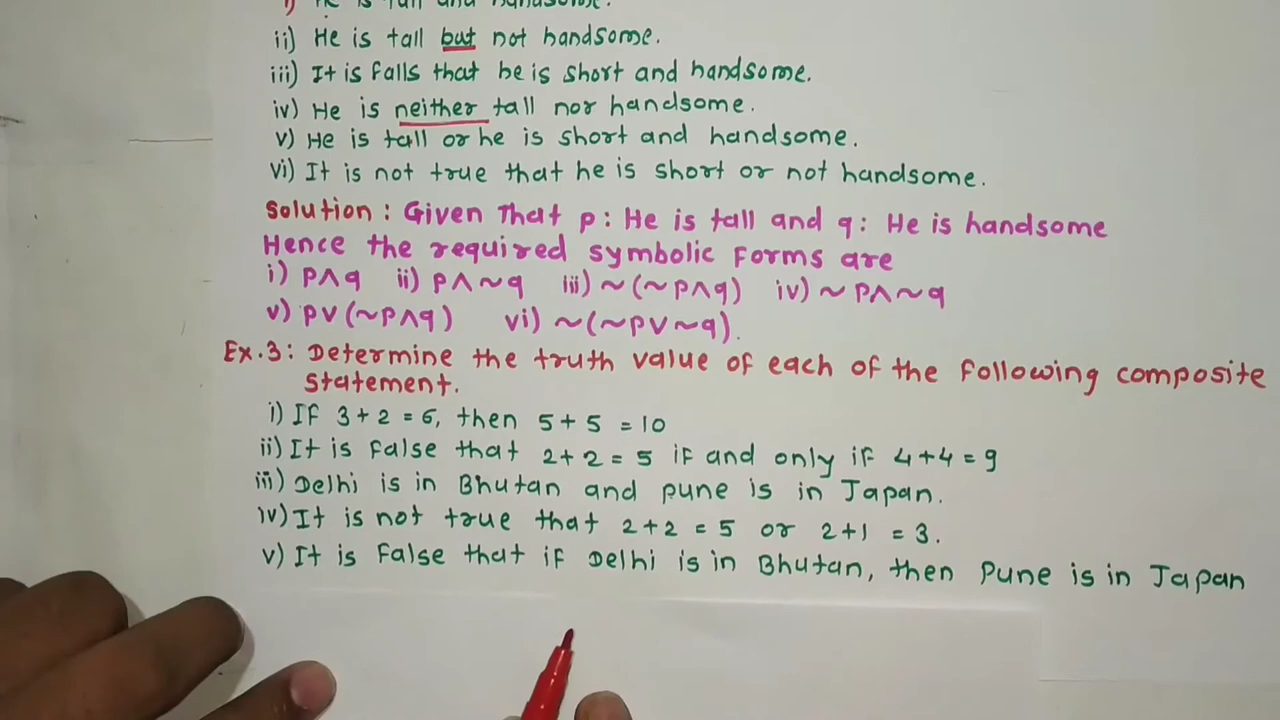 i) He is tall and handsome.
ii) He is tall but not handsome.
iii) It is falls that he is short and handsome.
iv) He is neither tall nor handsome.
v) He is tall or he is short and handsome.
vi) It is not true that he is short or not handsome.
Solution : Given That p : He is tall and q : He is handsome
Hence the required symbolic forms are
i) p∧q ii) p∧~q iii) ~(~p∧q) iv) ~p∧~q
v) p∨(~p∧q) vi) ~(~p∨~q).
Ex.3 : Determine the truth value of each of the following composite
statement.
i) If 3+2 = 6, then 5+5 = 10
ii) It is false that 2+2 = 5 if and only if 4+4 = 9
iii) Delhi is in Bhutan and pune is in Japan.
iv) It is not true that 2+2 = 5 or 2+1 = 3.
v) It is false that if Delhi is in Bhutan, then Pune is in Japan